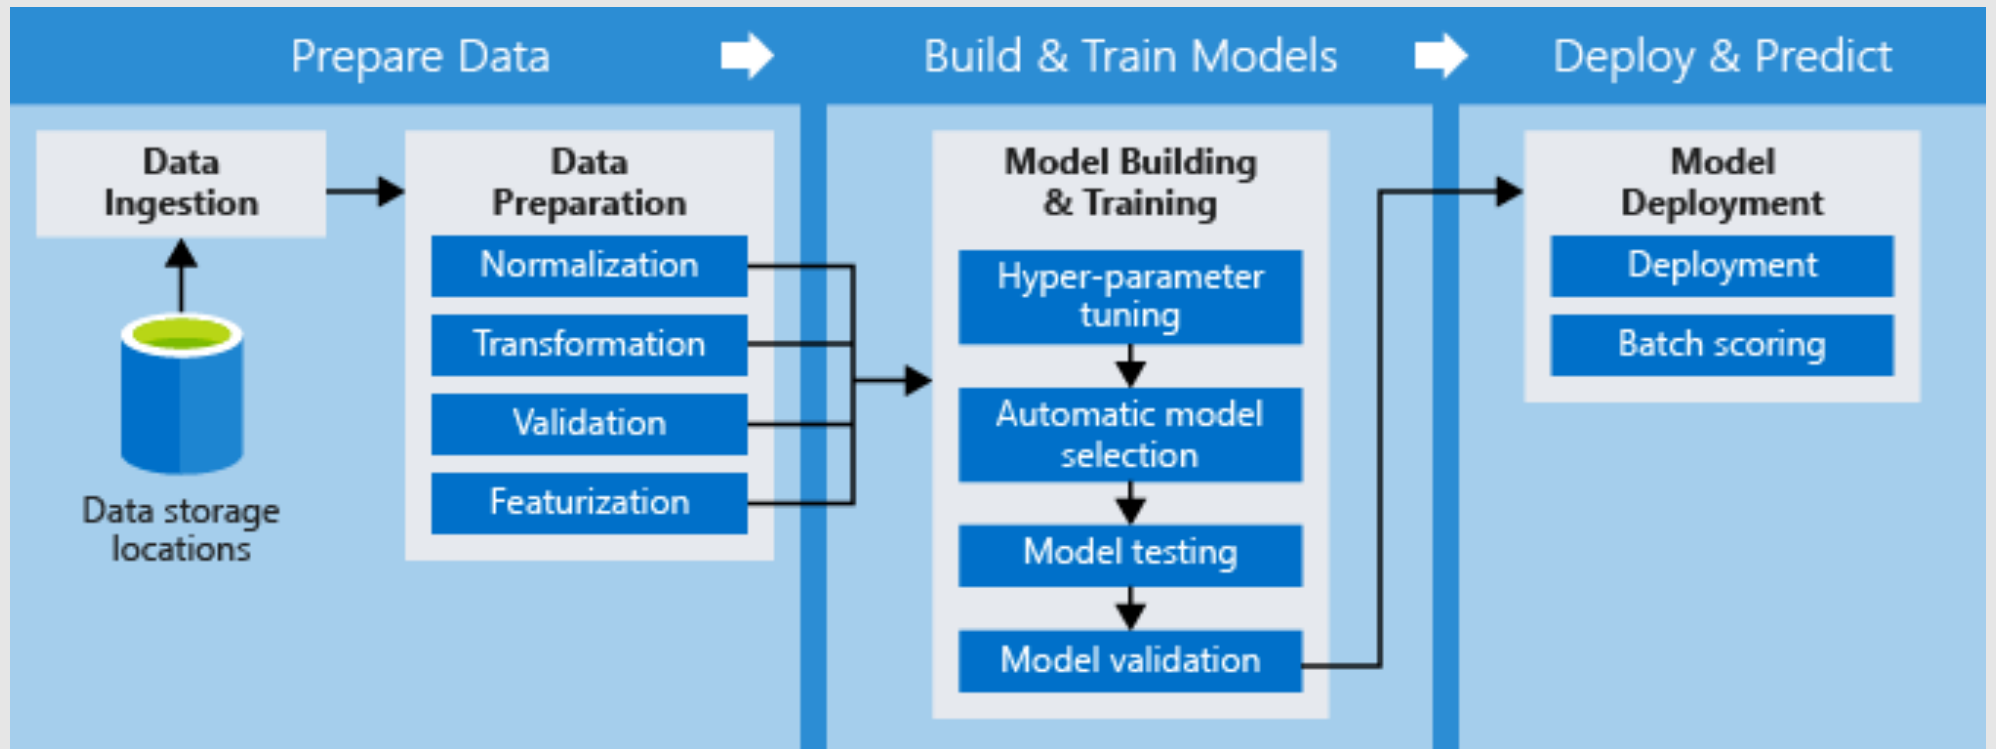 Prepare Data
Build & Train Models
Deploy & Predict
Data
Ingestion
Data storage
locations
Data
Preparation
Normalization
Transformation
Validation
Featurization
Model Building
& Training
Hyper-parameter
tuning
Automatic model
selection
Model testing
Model validation
Model
Deployment
Deployment
Batch scoring